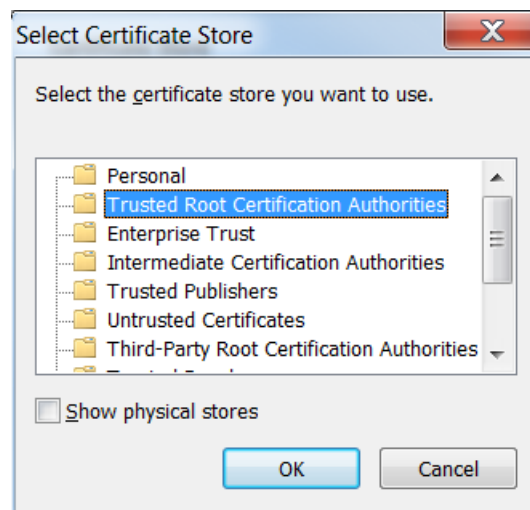 Select Certificate Store
Select the certificate store you want to use.
Personal
Trusted Root Certification Authorities
Enterprise Trust
Intermediate Certification Authorities
Trusted Publishers
Untrusted Certificates
Third-Party Root Certification Authorities
Show physical stores
OK Cancel